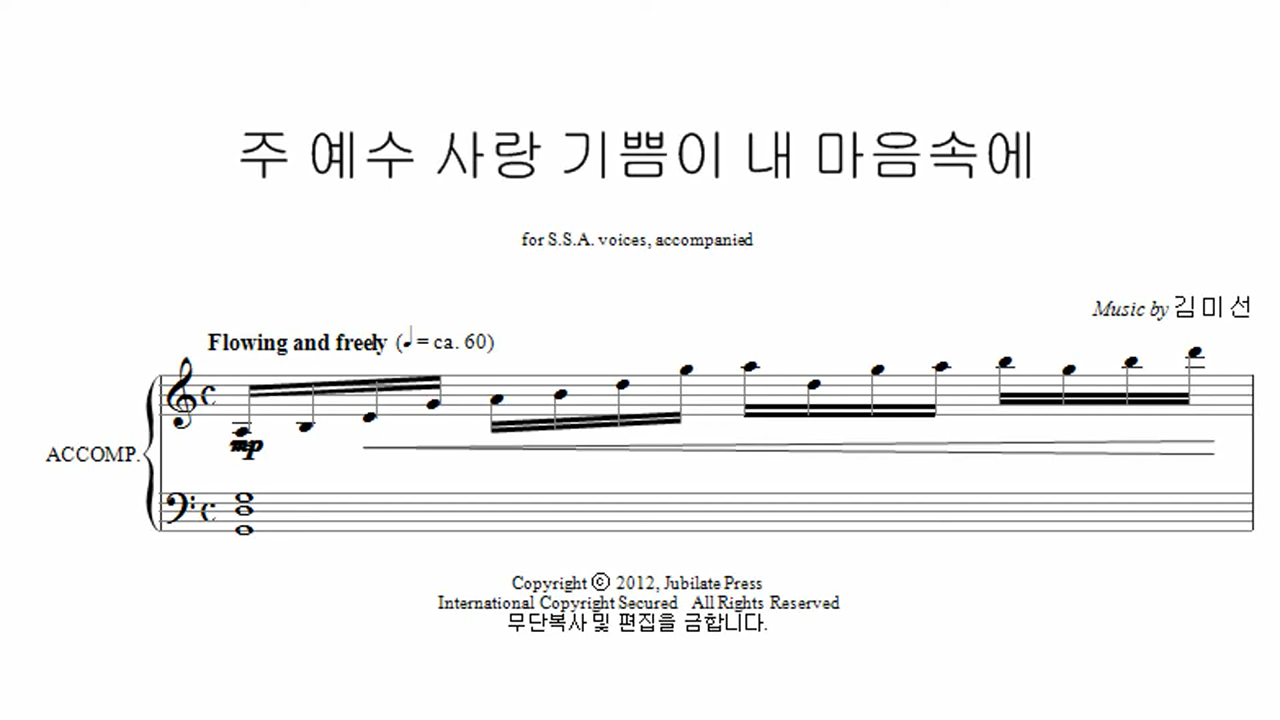 주 예수 사랑 기쁨이 내 마음속에
for S.S.A. voices, accompanied
Music by 김 미 선
Flowing and freely (♩= ca. 60)
mp
ACCOMP.
Copyright © 2012, Jubilate Press
International Copyright Secured All Rights Reserved
무단복사 및 편집을 금합니다.